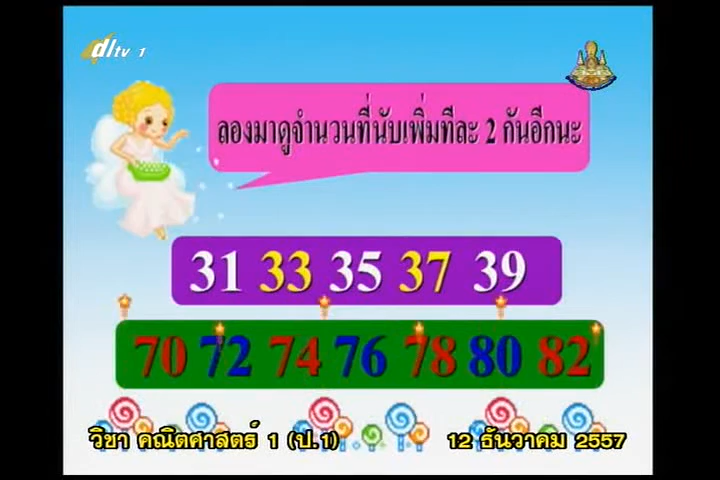 dltv 1
ลองมาดูจำนวนที่นับเพิ่มทีละ 2 กันอีกนะ
31 33 35 37 39
70 72 74 76 78 80 82
วิชา คณิตศาสตร์ 1 (ป.1) 12 ธันวาคม 2557